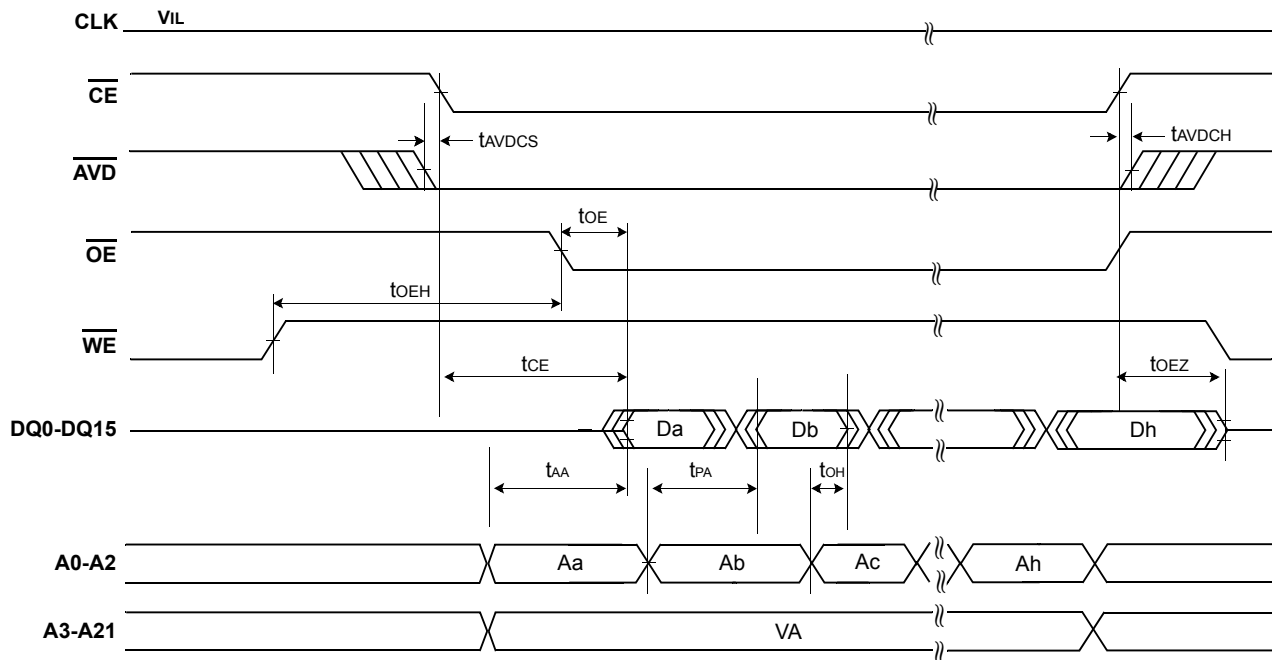 CLK VIL
CE
tAVDCS
tAVDCH
AVD
tOE
OE
tOEH
WE
tCE
tOEZ
DQ0-DQ15
Da
Db
Dh
tAA
tPA
tOH
A0-A2
Aa
Ab
Ac
Ah
A3-A21
VA